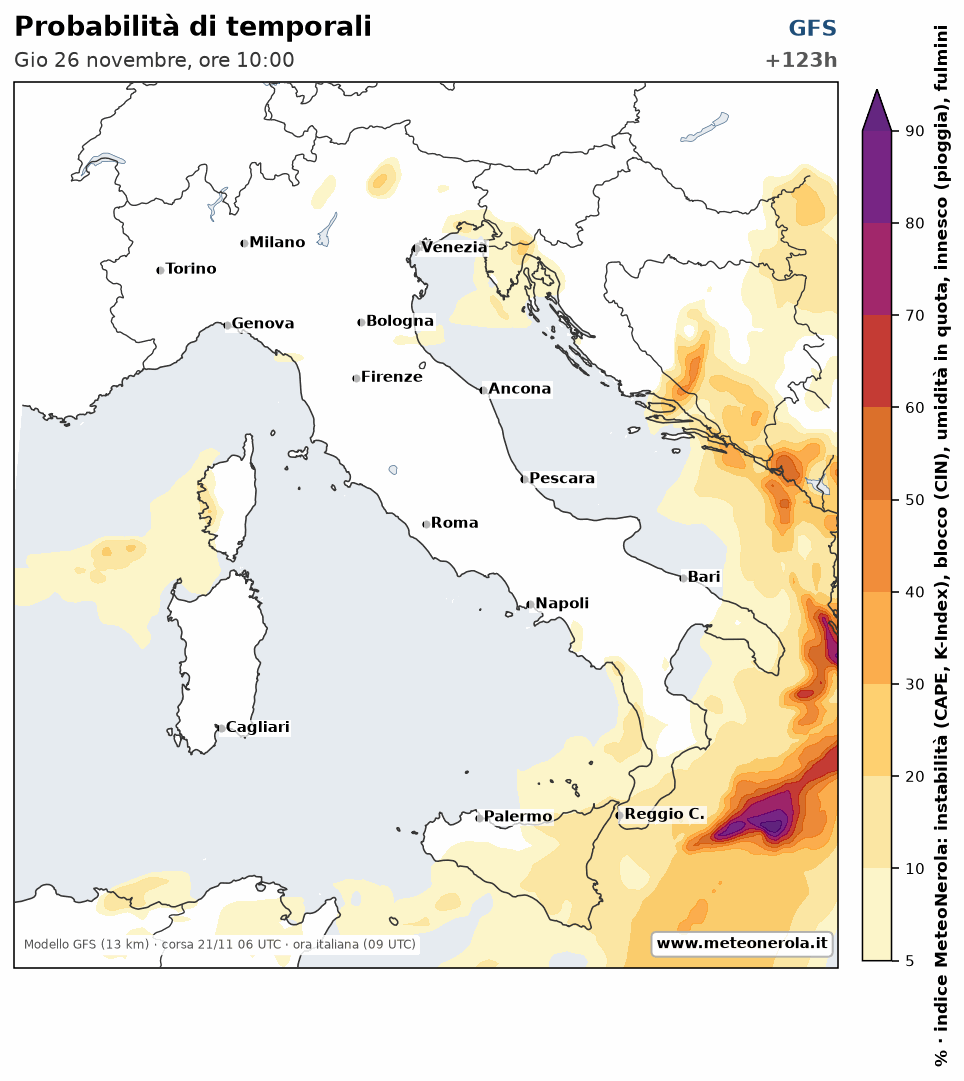 Probabilità di temporali
GFS
Gio 26 novembre, ore 10:00
+123h
Milano
Venezia
Torino
Genova
Bologna
Firenze
Ancona
Pescara
Roma
Bari
Napoli
Cagliari
Palermo
Reggio C.
Modello GFS (13 km) · corsa 21/11 06 UTC · ora italiana (09 UTC)
www.meteonerola.it
90
80
70
60
50
40
30
20
10
5
% · indice MeteoNerola: instabilità (CAPE, K-Index), blocco (CIN), umidità in quota, innesco (pioggia), fulmini